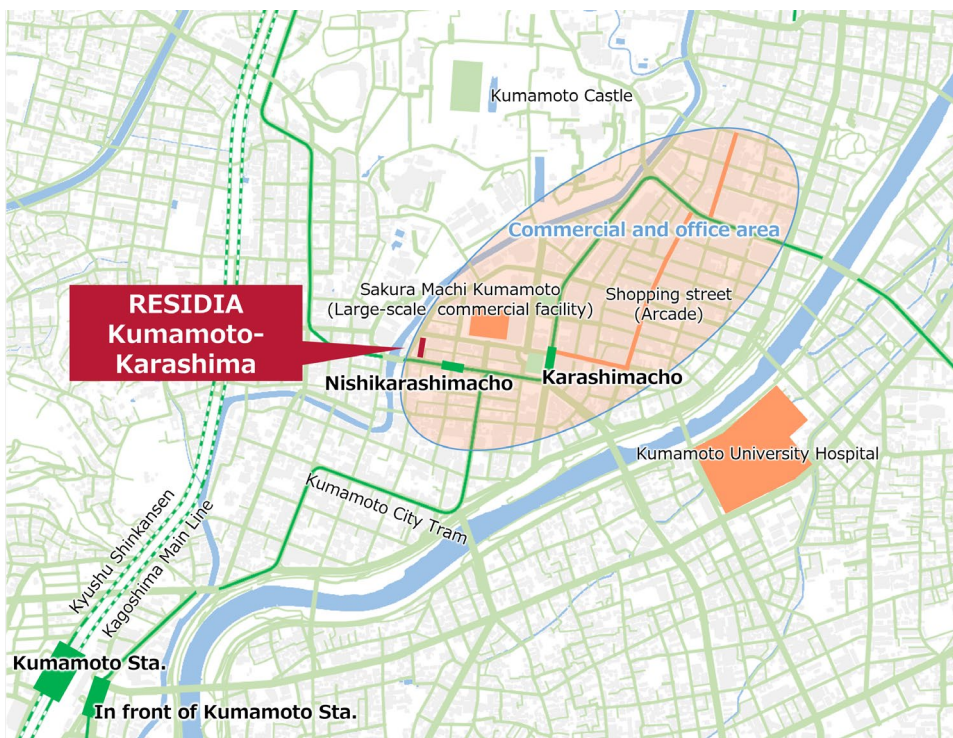 Kumamoto Castle
Commercial and office area
Sakura Machi Kumamoto
(Large-scale commercial facility)
Shopping street
(Arcade)
RESIDIA
Kumamoto-
Karashima
Nishikarashimacho
Karashimacho
Kumamoto University Hospital
Kumamoto City Tram
Kyushu Shinkansen
Kagoshima Main Line
Kumamoto Sta.
In front of Kumamoto Sta.